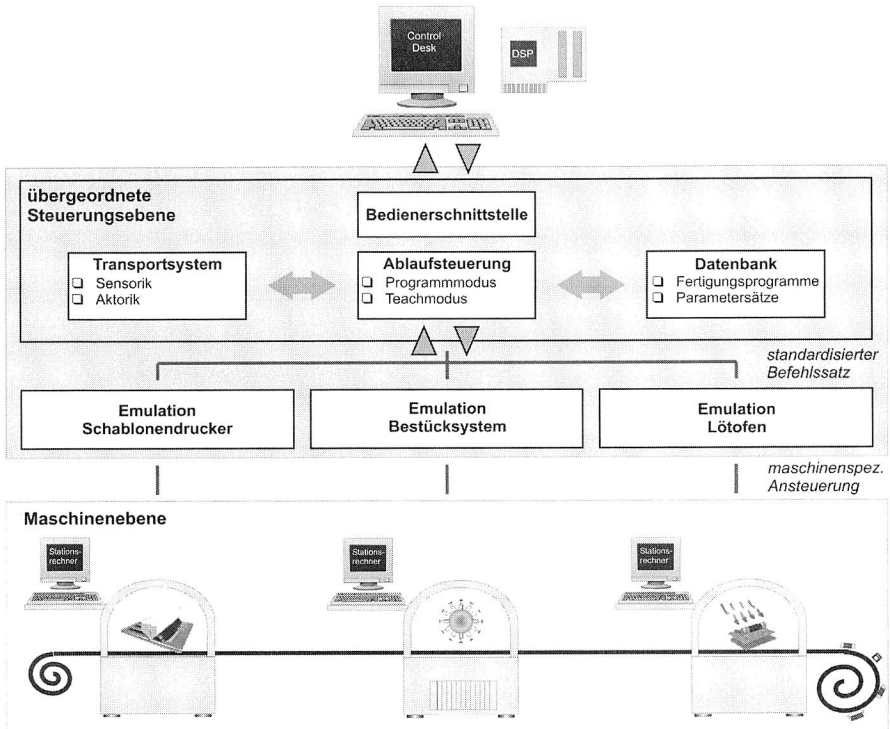 Control
Desk
DSP
übergeordnete
Steuerungsebene
Bedienerschnittstelle
Transportsystem
❑ Sensorik
❑ Aktorik
Ablaufsteuerung
❑ Programmmodus
❑ Teachmodus
Datenbank
❑ Fertigungsprogramme
❑ Parametersätze
standardisierter
Befehlssatz
Emulation
Schablonendrucker
Emulation
Bestücksystem
Emulation
Lötofen
maschinenspez.
Ansteuerung
Maschinenebene
Stations-
rechner
Stations-
rechner
Stations-
rechner